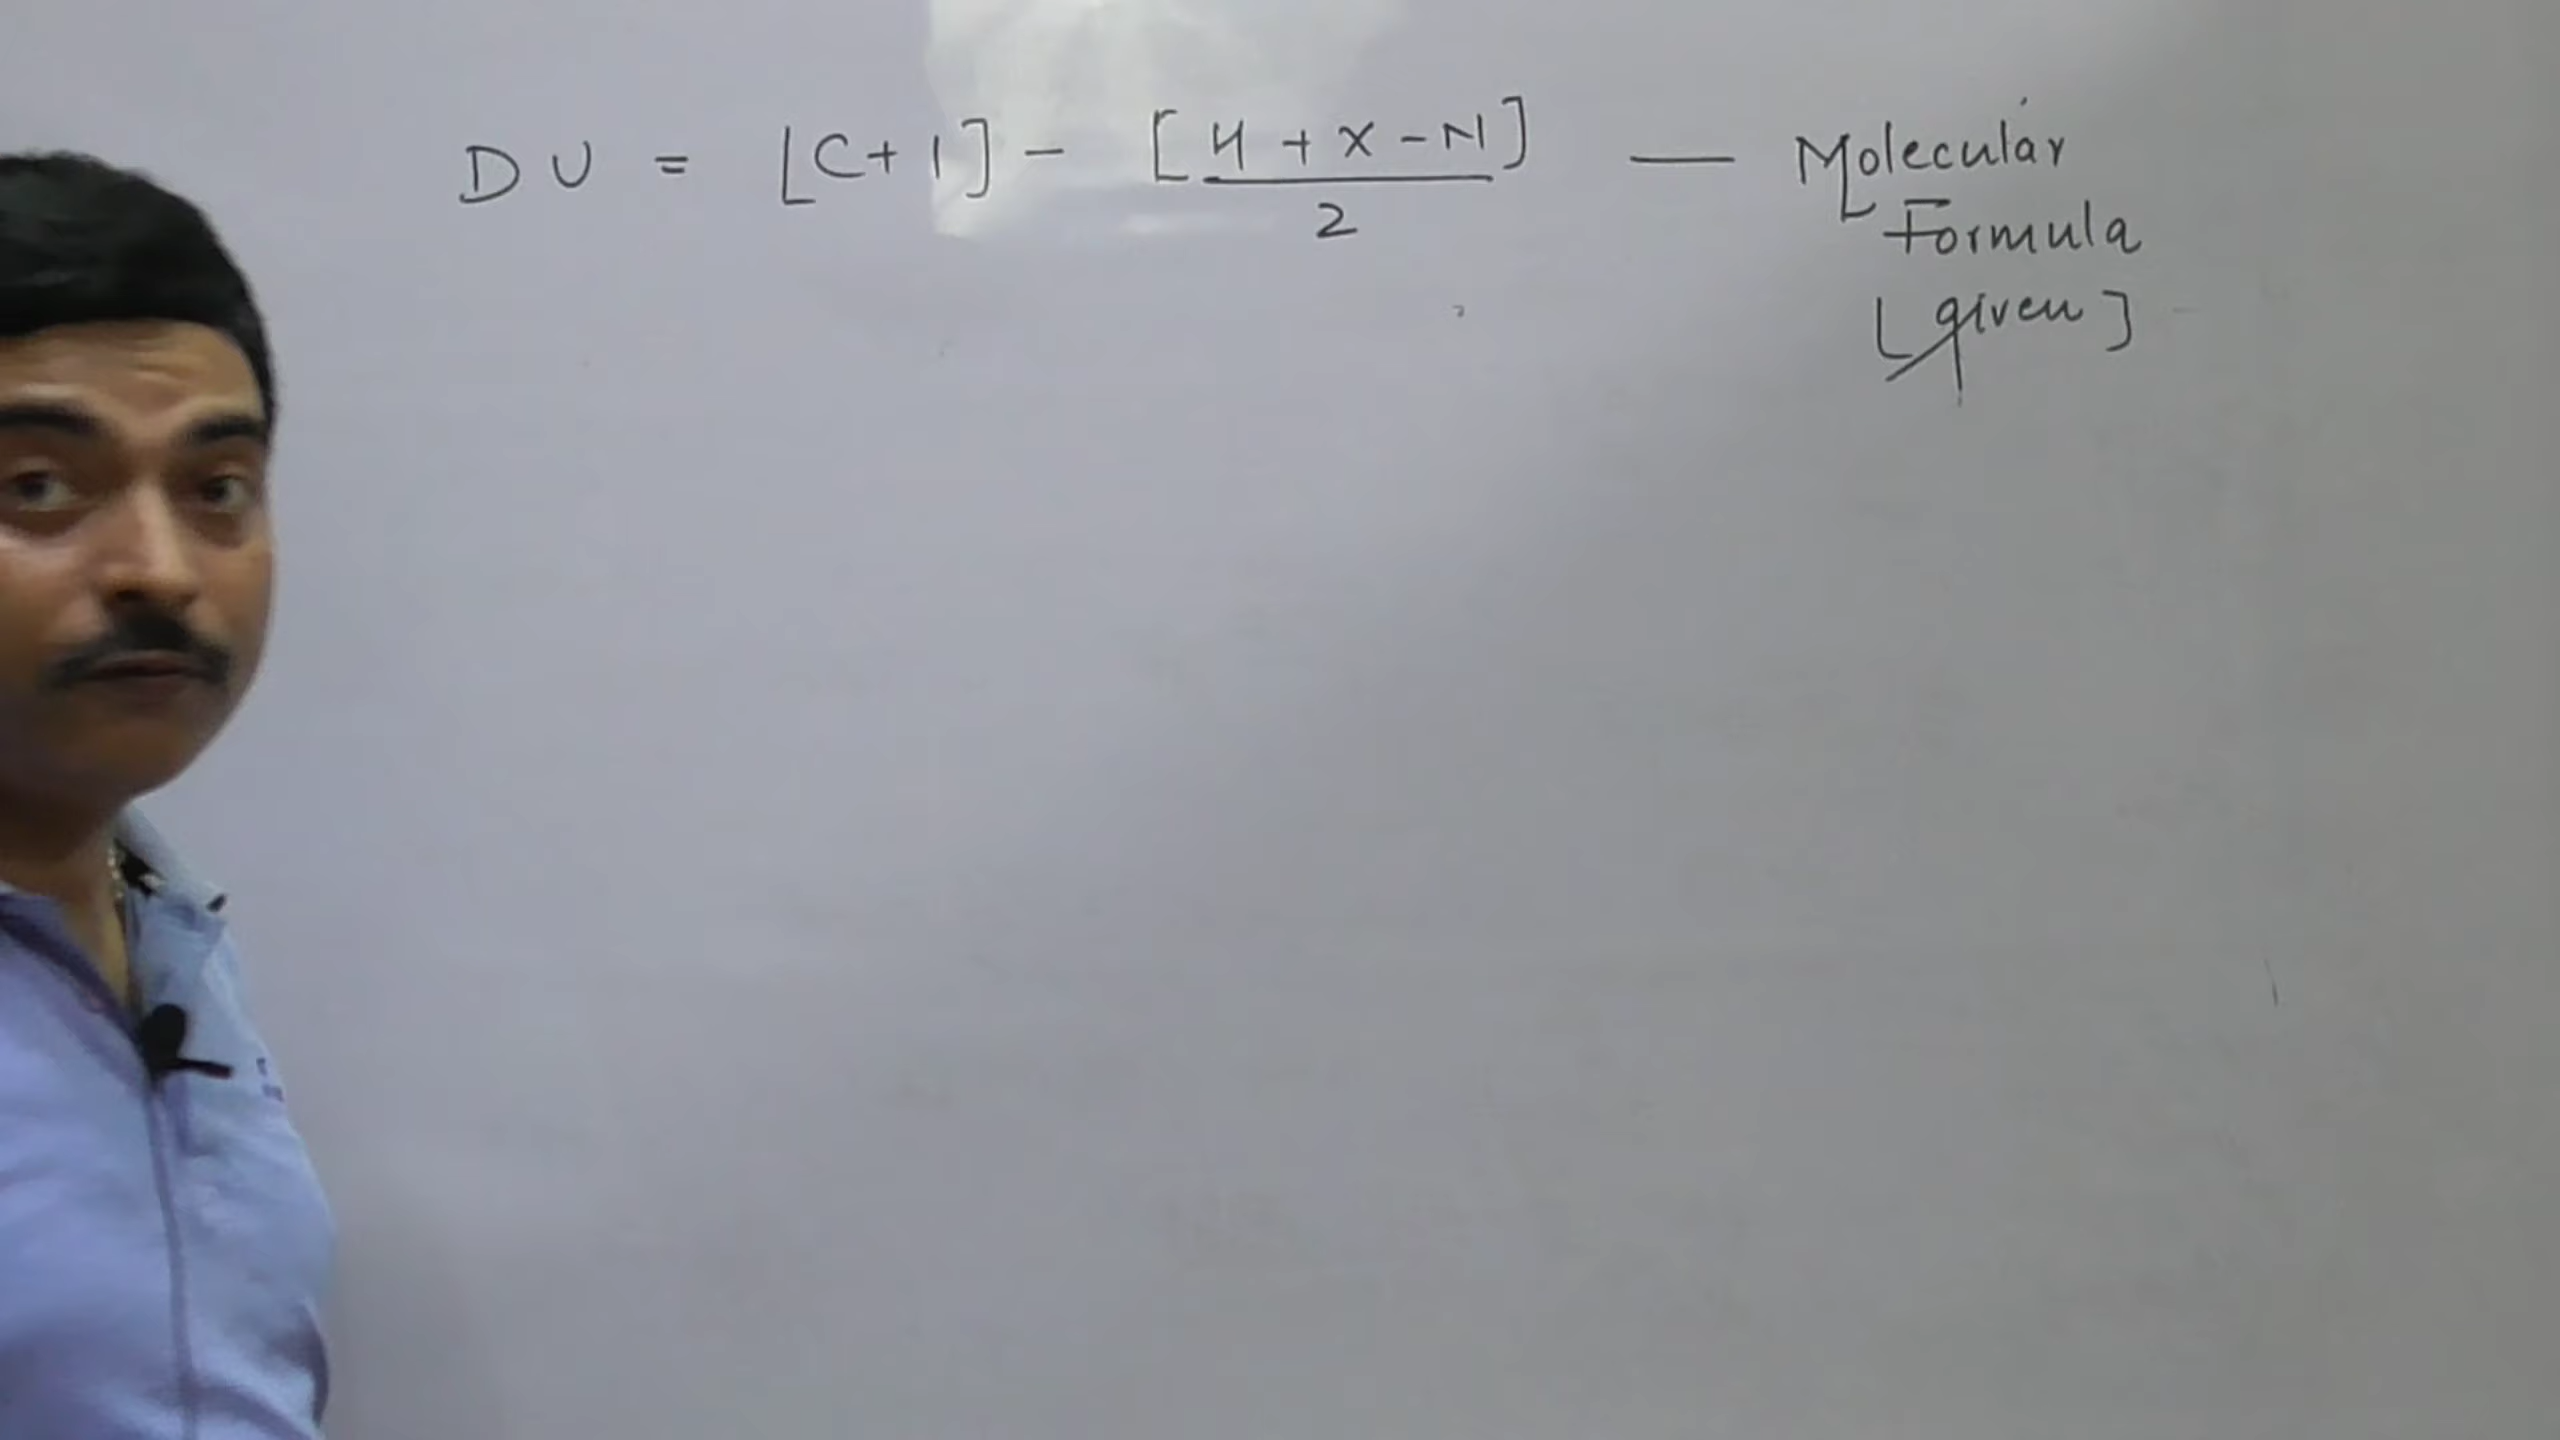 DU = [C+1] - [H+X-N]/2 — Molecular
Formula
[given]